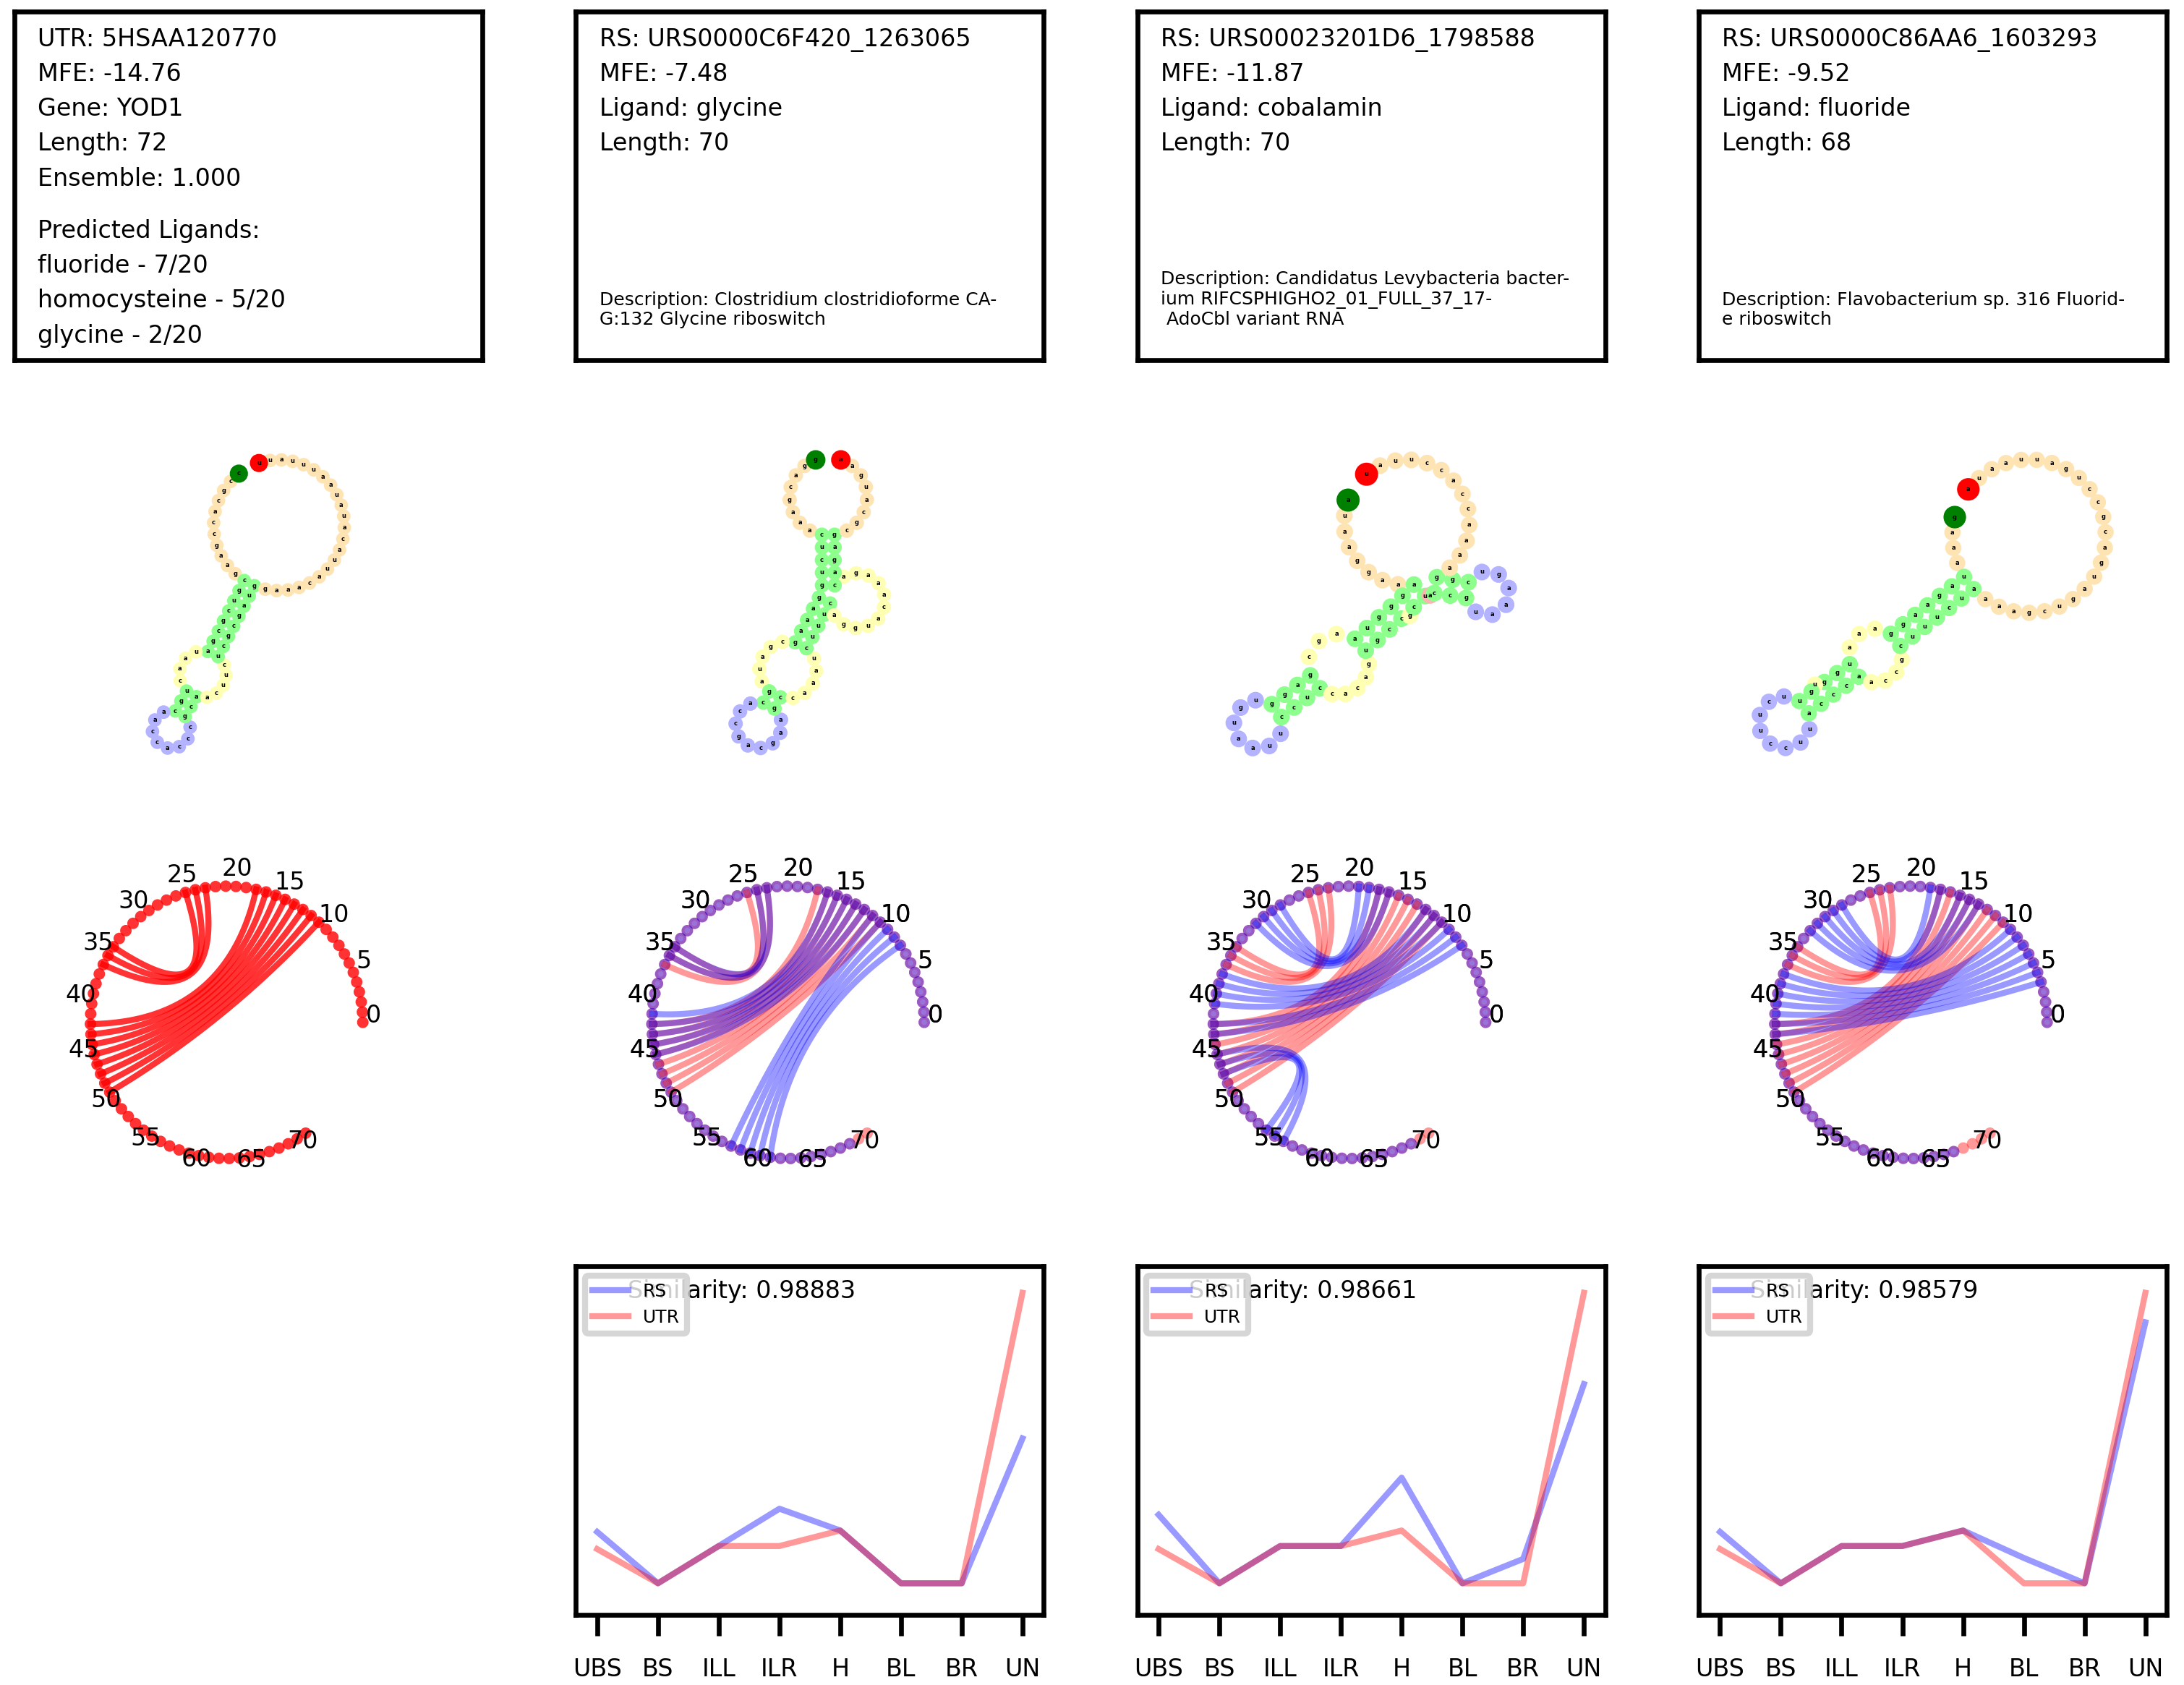 UTR: 5HSAA120770
MFE: -14.76
Gene: YOD1
Length: 72
Ensemble: 1.000
Predicted Ligands:
fluoride - 7/20
homocysteine - 5/20
glycine - 2/20
RS: URS0000C6F420_1263065
MFE: -7.48
Ligand: glycine
Length: 70
Description: Clostridium clostridioforme CA-
G:132 Glycine riboswitch
RS: URS00023201D6_1798588
MFE: -11.87
Ligand: cobalamin
Length: 70
Description: Candidatus Levybacteria bacter-
ium RIFCSPHIGHO2_01_FULL_37_17-
AdoCbl variant RNA
RS: URS0000C86AA6_1603293
MFE: -9.52
Ligand: fluoride
Length: 68
Description: Flavobacterium sp. 316 Fluorid-
e riboswitch
0 5 10 15 20 25 30 35 40 45 50 55 60 65 70
0 5 10 15 20 25 30 35 40 45 50 55 60 65 70
0 5 10 15 20 25 30 35 40 45 50 55 60 65 70
0 5 10 15 20 25 30 35 40 45 50 55 60 65 70
Similarity: 0.98883
RS
UTR
UBS BS ILL ILR H BL BR UN
Similarity: 0.98661
RS
UTR
UBS BS ILL ILR H BL BR UN
Similarity: 0.98579
RS
UTR
UBS BS ILL ILR H BL BR UN